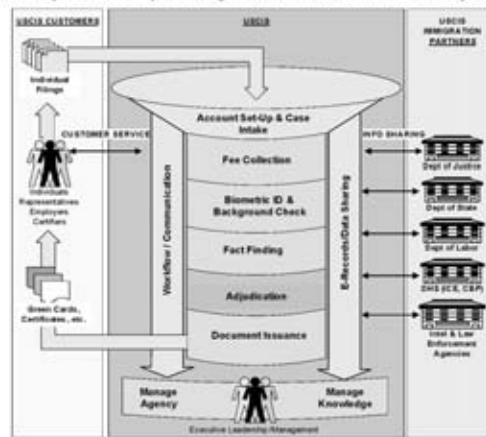 USCIS CUSTOMERS
USCIS
USCIS
IMMIGRATION
PARTNERS
Individual
Filings
Account Set-Up & Case
Intake
CUSTOMER SERVICE
INFO SHARING
Fee Collection
Dept of Justice
Individuals
Representatives
Employers
Certifiers
Biometric ID &
Background Check
Dept of State
Workflow / Communication
E-Records/Data Sharing
Fact Finding
Dept of Labor
Adjudication
DHS (ICE, CBP)
Green Cards,
Certificates, etc.
Document Issuance
Intel & Law
Enforcement
Agencies
Manage
Agency
Manage
Knowledge
Executive Leadership/Management